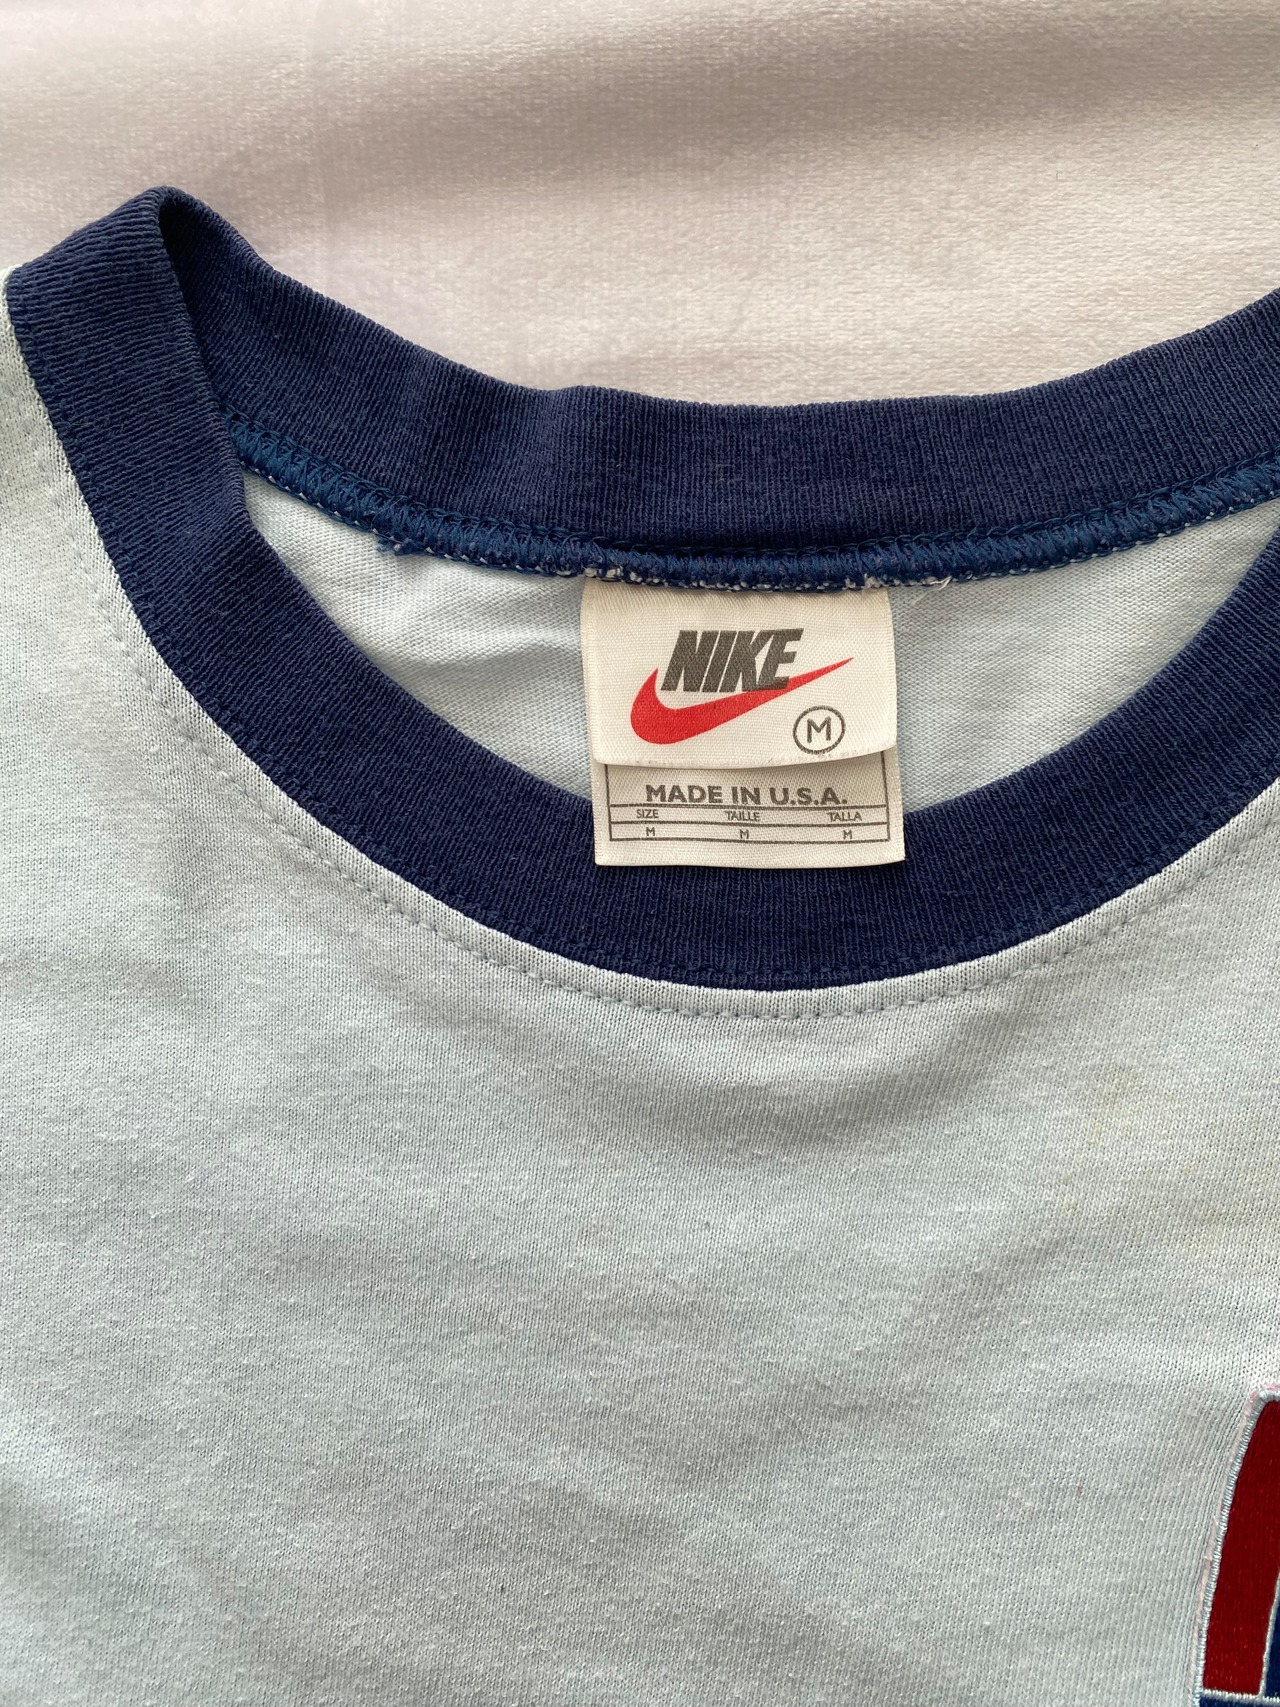 NIKE
M
MADE IN U.S.A.
SIZE TAILLE TALLA
M M M